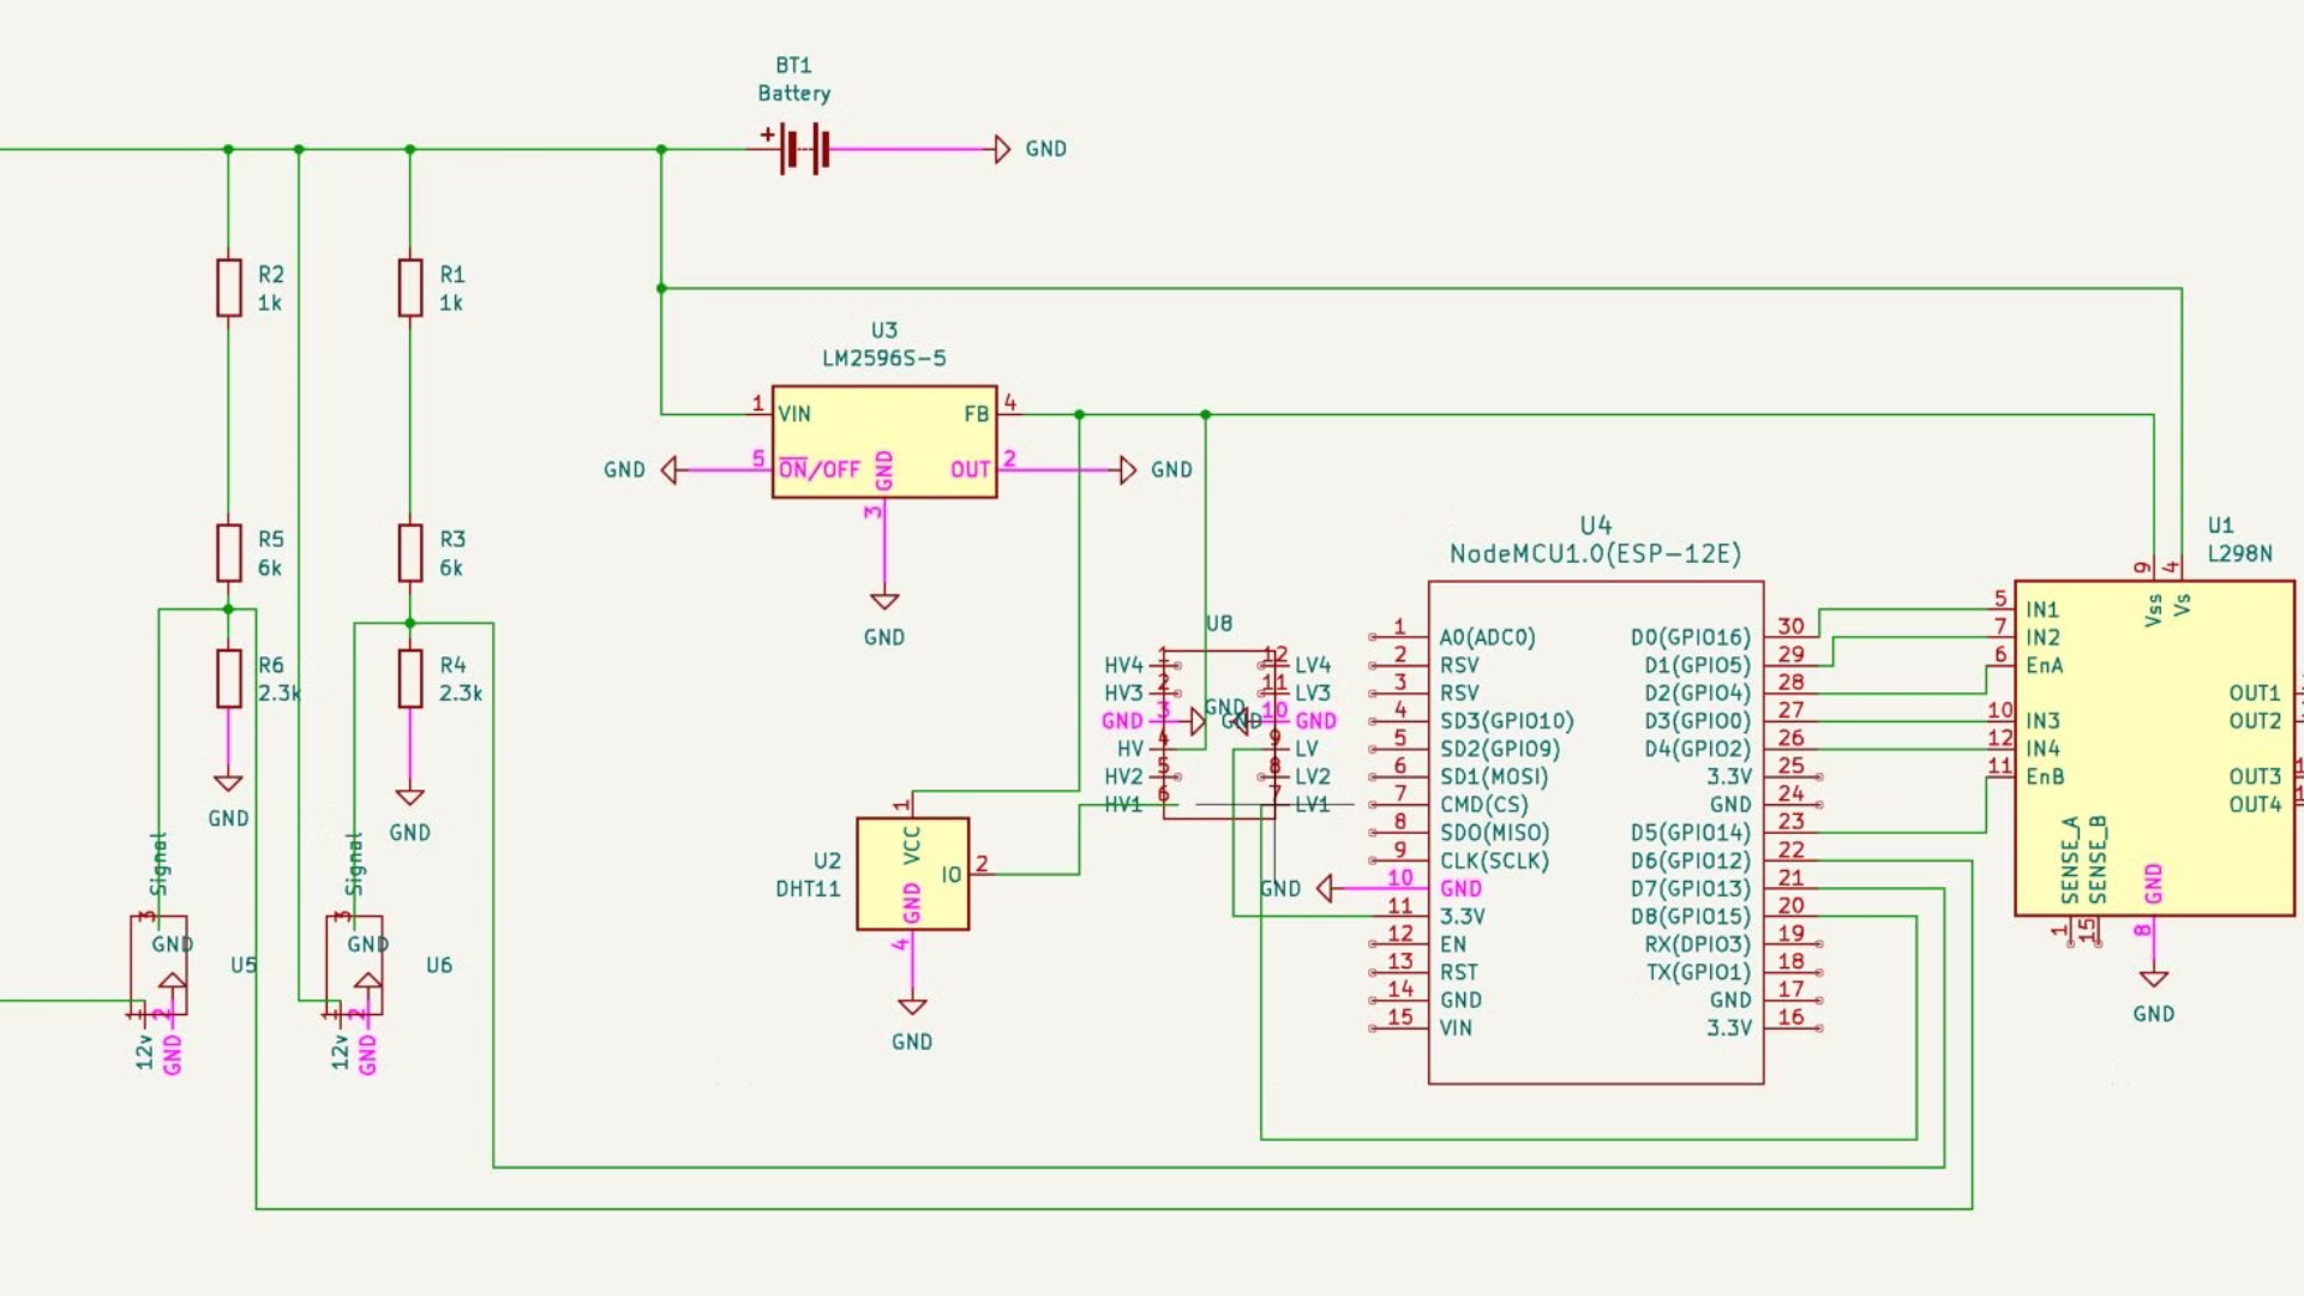 BT1
Battery
+
GND
R2
1k
R1
1k
U3
LM2596S-5
1
VIN
FB
4
GND
5
ON/OFF
GND
OUT
2
GND
3
GND
R5
6k
R3
6k
R6
2.3k
R4
2.3k
GND
GND
Signal
Signal
3
GND
U5
1
2
12v
GND
3
GND
U6
1
2
12v
GND
U2
DHT11
1
VCC
IO
2
GND
4
GND
U8
HV4
1
12
LV4
HV3
2
11
LV3
GND
3
GND
GND
10
GND
HV
4
9
LV
HV2
5
8
LV2
HV1
6
7
LV1
U4
NodeMCU1.0(ESP-12E)
1
A0(ADC0)
D0(GPIO16)
30
2
RSV
D1(GPIO5)
29
3
RSV
D2(GPIO4)
28
4
SD3(GPIO10)
D3(GPIO0)
27
5
SD2(GPIO9)
D4(GPIO2)
26
6
SD1(MOSI)
3.3V
25
7
CMD(CS)
GND
24
8
SDO(MISO)
D5(GPIO14)
23
9
CLK(SCLK)
D6(GPIO12)
22
GND
10
GND
D7(GPIO13)
21
11
3.3V
D8(GPIO15)
20
12
EN
RX(DPIO3)
19
13
RST
TX(GPIO1)
18
14
GND
GND
17
15
VIN
3.3V
16
U1
L298N
9
4
Vss
Vs
5
IN1
7
IN2
6
EnA
10
IN3
12
IN4
11
EnB
OUT1
OUT2
OUT3
OUT4
SENSE_A
SENSE_B
GND
1
15
8
GND